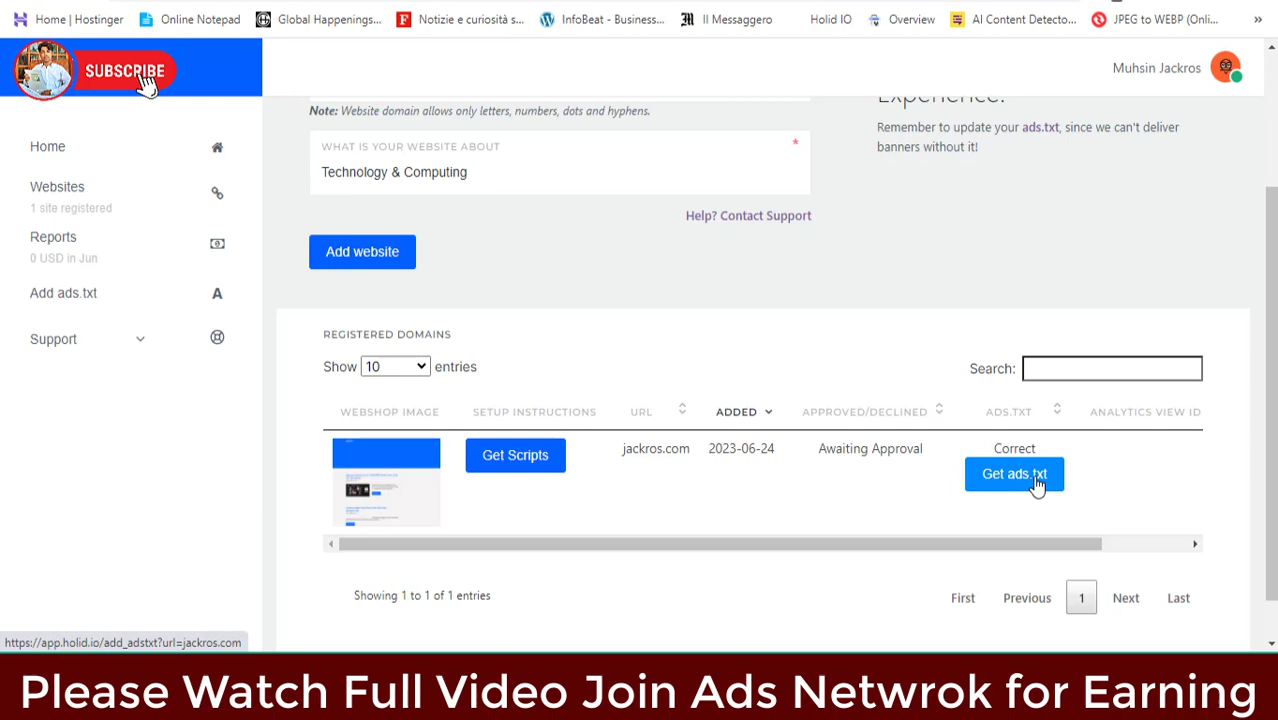 Home | Hostinger
Online Notepad
Global Happenings...
Notizie e curiosità s...
InfoBeat - Business...
Il Messaggero
Holid IO
Overview
AI Content Detecto...
JPEG to WEBP (Onli...
»
SUBSCRIBE
Muhsin Jackros
Home
Websites
1 site registered
Reports
0 USD in Jun
Add ads.txt
A
Support
Experience!
Note: Website domain allows only letters, numbers, dots and hyphens.
Remember to update your ads.txt, since we can't deliver
banners without it!
WHAT IS YOUR WEBSITE ABOUT *
Technology & Computing
Help? Contact Support
Add website
REGISTERED DOMAINS
Show 10 entries
Search:
WEBSHOP IMAGE SETUP INSTRUCTIONS URL ADDED APPROVED/DECLINED ADS.TXT ANALYTICS VIEW ID
Get Scripts jackros.com 2023-06-24 Awaiting Approval Correct
Get ads.txt
Showing 1 to 1 of 1 entries
First Previous 1 Next Last
https://app.holid.io/add_adstxt?url=jackros.com
Please Watch Full Video Join Ads Netwrok for Earning